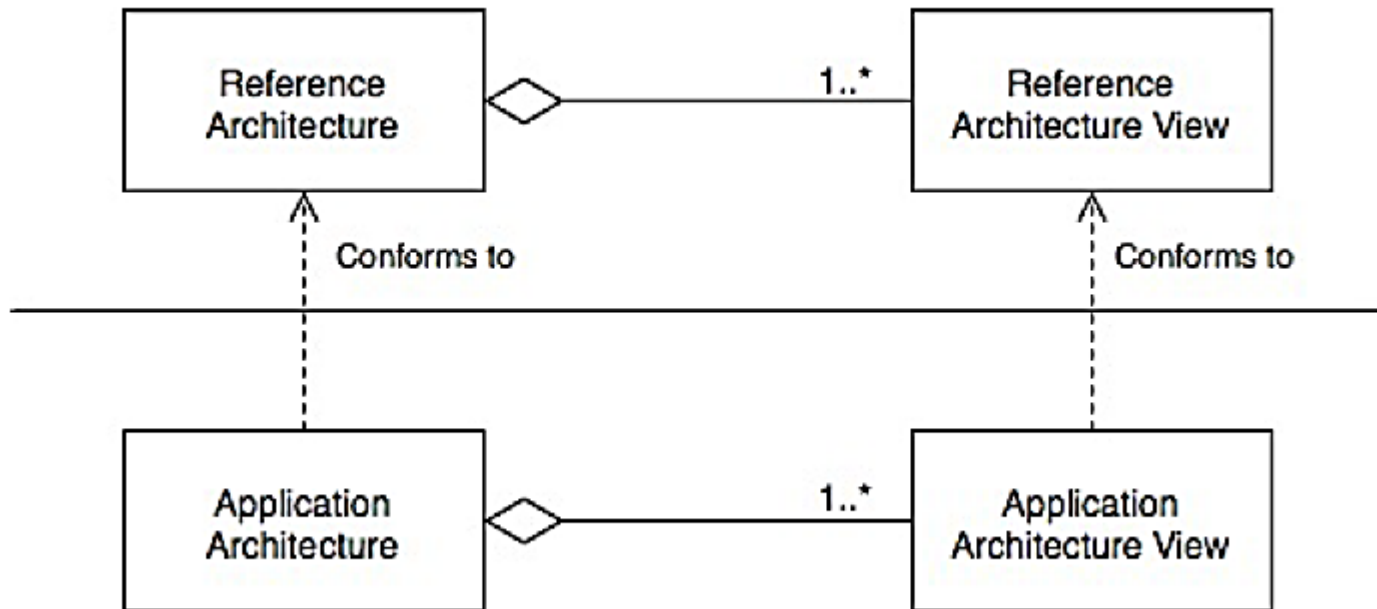 Reference
Architecture
1..*
Reference
Architecture View
Conforms to
Conforms to
Application
Architecture
1..*
Application
Architecture View